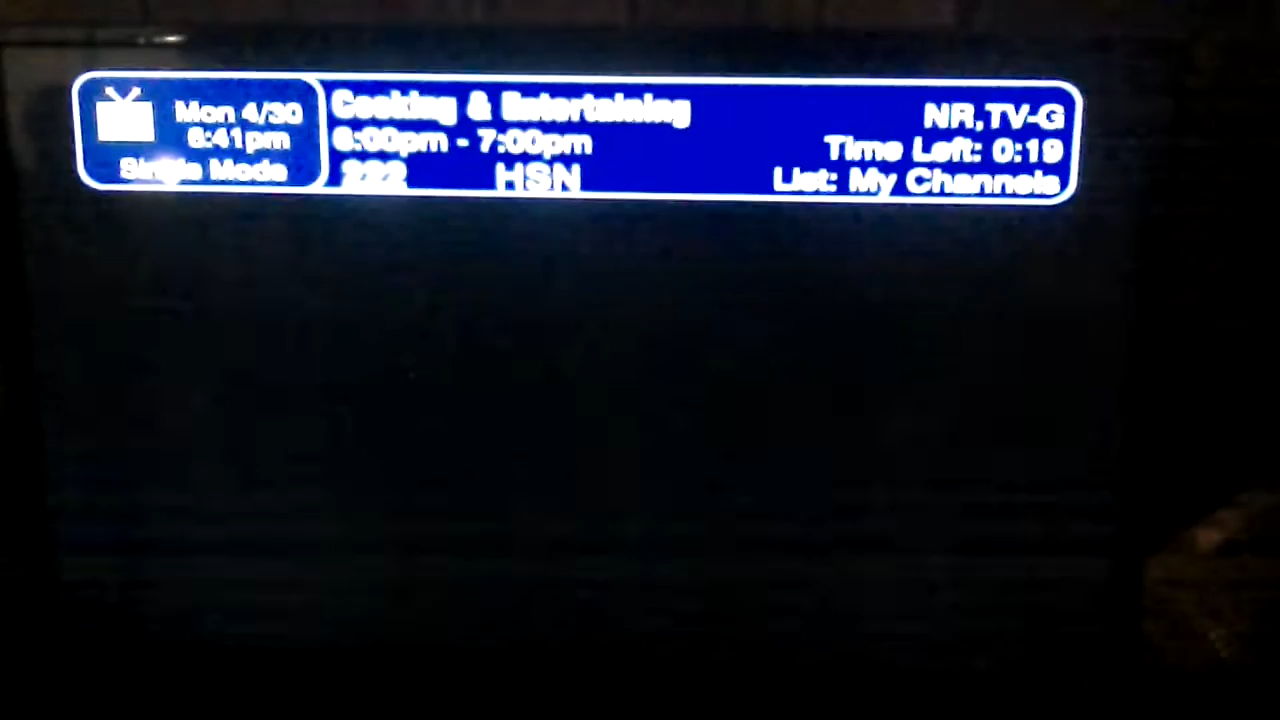 Mon 4/30
6:41pm
Single Mode
Cooking & Entertaining
6:00pm - 7:00pm
222 HSN
NR,TV-G
Time Left: 0:19
List: My Channels